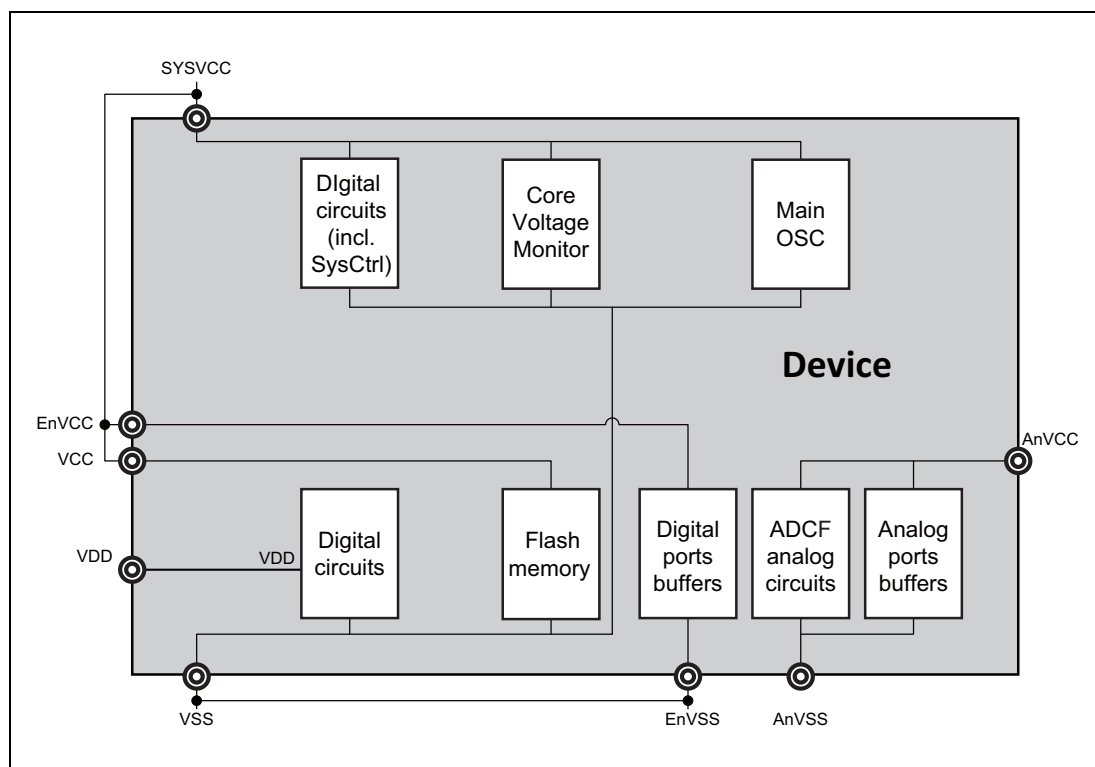 SYSVCC
DIgital
circuits
(incl.
SysCtrl)
Core
Voltage
Monitor
Main
OSC
Device
EnVCC
VCC
AnVCC
VDD
VDD
Digital
circuits
Flash
memory
Digital
ports
buffers
ADCF
analog
circuits
Analog
ports
buffers
VSS
EnVSS
AnVSS